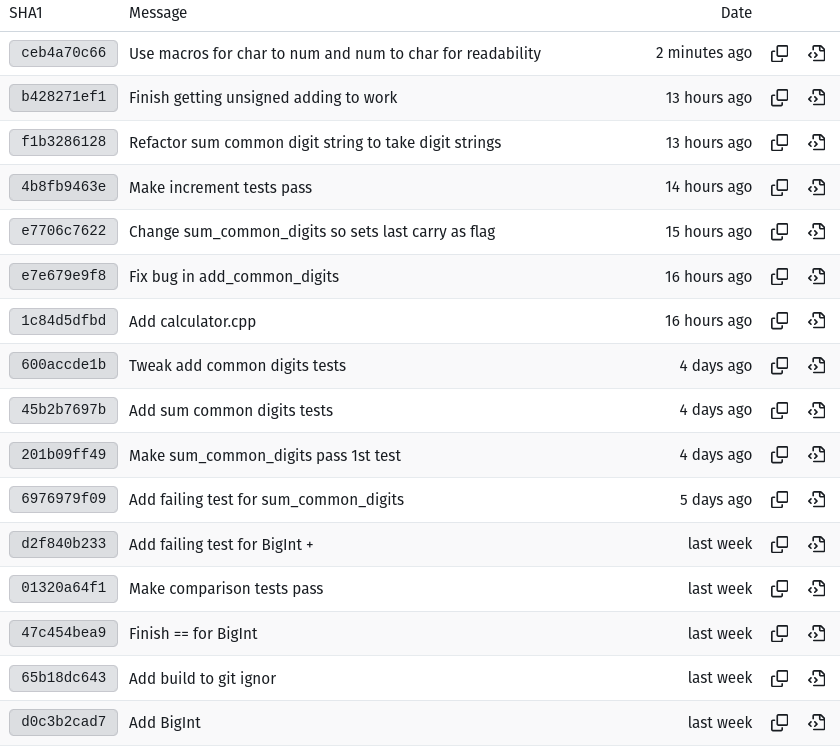 SHA1 Message Date
ceb4a70c66 Use macros for char to num and num to char for readability 2 minutes ago
b428271ef1 Finish getting unsigned adding to work 13 hours ago
f1b3286128 Refactor sum common digit string to take digit strings 13 hours ago
4b8fb9463e Make increment tests pass 14 hours ago
e7706c7622 Change sum_common_digits so sets last carry as flag 15 hours ago
e7e679e9f8 Fix bug in add_common_digits 16 hours ago
1c84d5dfbd Add calculator.cpp 16 hours ago
600accde1b Tweak add common digits tests 4 days ago
45b2b7697b Add sum common digits tests 4 days ago
201b09ff49 Make sum_common_digits pass 1st test 4 days ago
6976979f09 Add failing test for sum_common_digits 5 days ago
d2f840b233 Add failing test for BigInt + last week
01320a64f1 Make comparison tests pass last week
47c454bea9 Finish == for BigInt last week
65b18dc643 Add build to git ignor last week
d0c3b2cad7 Add BigInt last week